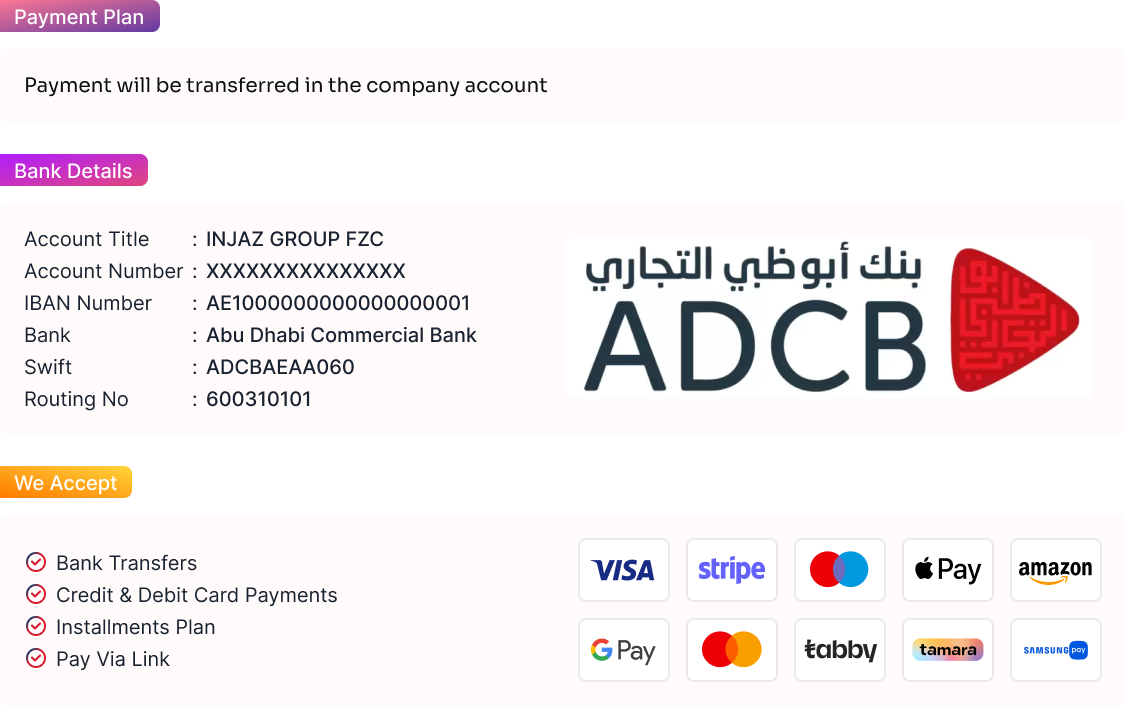 Payment Plan
Payment will be transferred in the company account
Bank Details
Account Title : INJAZ GROUP FZC
Account Number : XXXXXXXXXXXXXXX
IBAN Number : AE1000000000000000001
Bank : Abu Dhabi Commercial Bank
Swift : ADCBAEAA060
Routing No : 600310101
بنك أبوظبي التجاري
ADCB
We Accept
Bank Transfers
Credit & Debit Card Payments
Installments Plan
Pay Via Link
VISA stripe Pay amazon
G Pay tabby tamara SAMSUNG pay